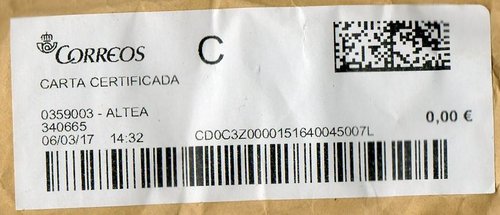 CORREOS
C
CARTA CERTIFICADA
0359003 - ALTEA
340665
0,00 €
06/03/17 14:32
CD0C3Z0000151640045007L